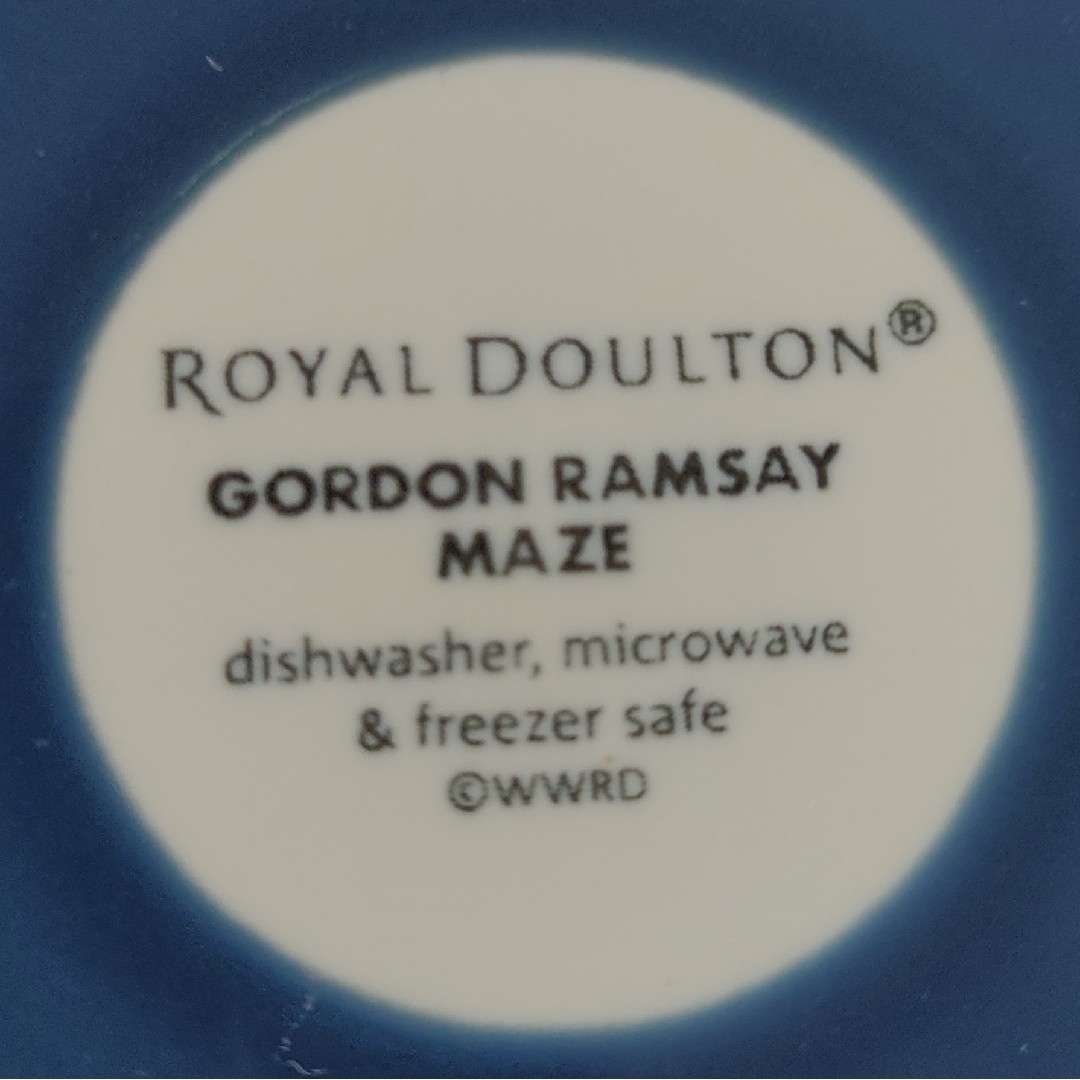 ROYAL DOULTON®
GORDON RAMSAY
MAZE
dishwasher, microwave
& freezer safe
©WWRD